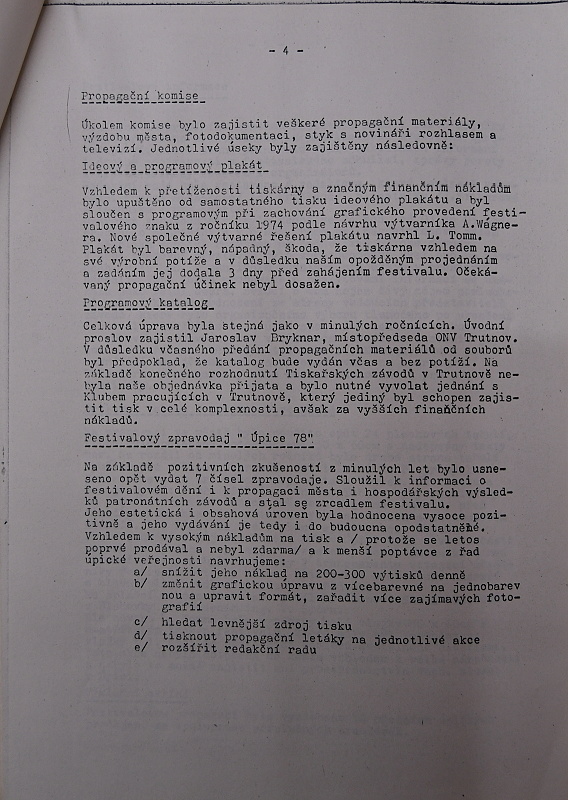 - 4 -
Propagační komise
Úkolem komise bylo zajistit veškeré propagační materiály,
výzdobu města, fotodokumentaci, styk s novináři rozhlasem a
televizí. Jednotlivé úseky byly zajištěny následovně:
Ideový a programový plakát
Vzhledem k přetíženosti tiskárny a značným finančním nákladům
bylo upuštěno od samostatného tisku ideového plakátu a byl
sloučen s programovým při zachování grafického provedení festi-
valového znaku z ročníku 1974 podle návrhu výtvarníka A.Wágne-
ra. Nové společné výtvarné řešení plakátu navrhl L. Tomm.
Plakát byl barevný, nápadný, škoda, že tiskárna vzhledem na
své výrobní potíže a v důsledku naším opožděným projednáním
a zadáním jej dodala 3 dny před zahájením festivalu. Očeká-
vaný propagační účinek nebyl dosažen.
Programový katalog
Celková úprava byla stejná jako v minulých ročnících. Úvodní
proslov zajistil Jaroslav Bryknar, místopředseda ONV Trutnov.
V důsledku včasného předání propagačních materiálů od souborů
byl předpoklad, že katalog bude vydán včas a bez potíží. Na
základě konečného rozhodnutí Tiskařských závodů v Trutnově ne-
byla naše objednávka přijata a bylo nutné vyvolat jednání s
Klubem pracujících v Trutnově, který jediný byl schopen zajis-
tit tisk v celé komplexnosti, avšak za vyšších finančních
nákladů.
Festivalový zpravodaj " Úpice 78"
Na základě pozitivních zkušeností z minulých let bylo usne-
seno opět vydat 7 čísel zpravodaje. Sloužil k informaci o
festivalovém dění i k propagaci města i hospodářských výsled-
ků patronátních závodů a stal se zrcadlem festivalu.
Jeho estetická i obsahová úroveň byla hodnocena vysoce pozi-
tivně a jeho vydávání je tedy i do budoucna opodstatněné.
Vzhledem k vysokým nákladům na tisk a / protože se letos
poprvé prodával a nebyl zdarma/ a k menší poptávce z řad
úpické veřejnosti navrhujeme:
a/ snížit jeho náklad na 200-300 výtisků denně
b/ změnit grafickou úpravu z vícebarevné na jednobarev
nou a upravit formát, zařadit více zajímavých foto-
grafií
c/ hledat levnější zdroj tisku
d/ tisknout propagační letáky na jednotlivé akce
e/ rozšířit redakční radu